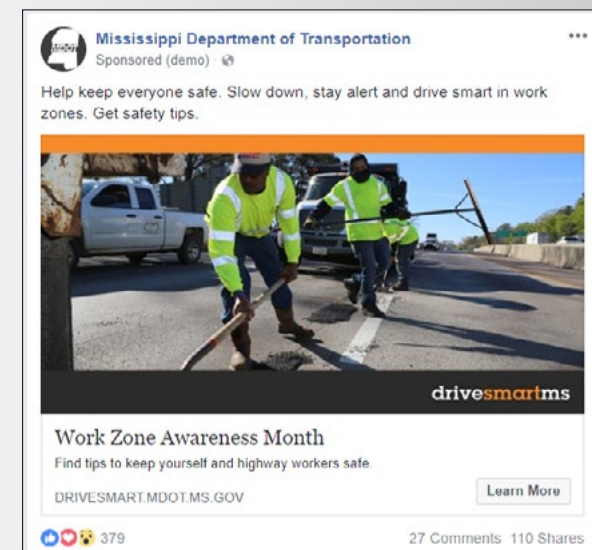 MDOT
Mississippi Department of Transportation
Sponsored (demo) ·
Help keep everyone safe. Slow down, stay alert and drive smart in work
zones. Get safety tips.
drivesmartms
Work Zone Awareness Month
Find tips to keep yourself and highway workers safe.
DRIVESMART.MDOT.MS.GOV
Learn More
379
27 Comments 110 Shares